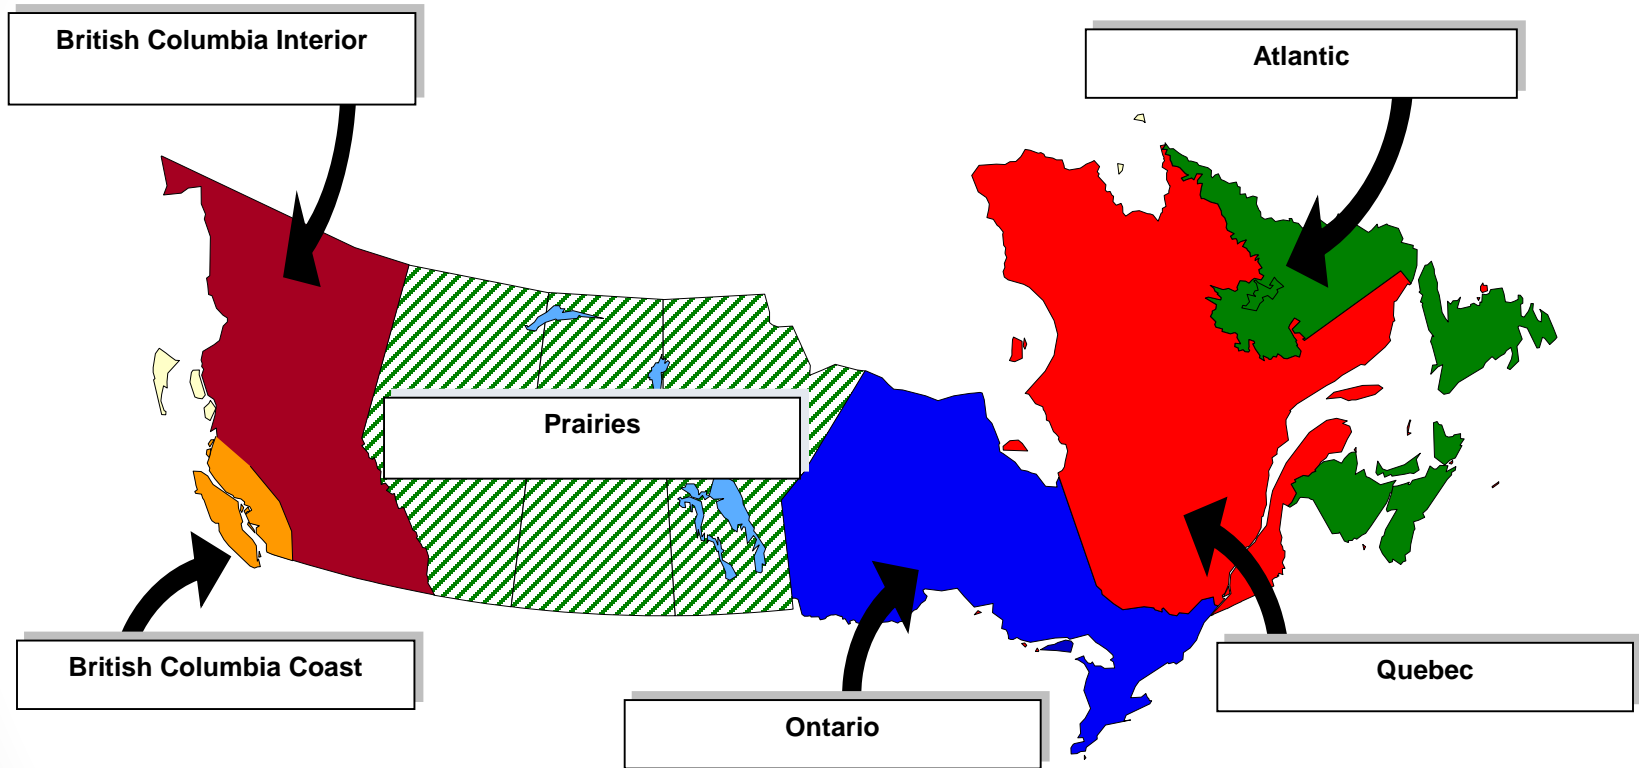 British Columbia Interior
Atlantic
Prairies
British Columbia Coast
Quebec
Ontario